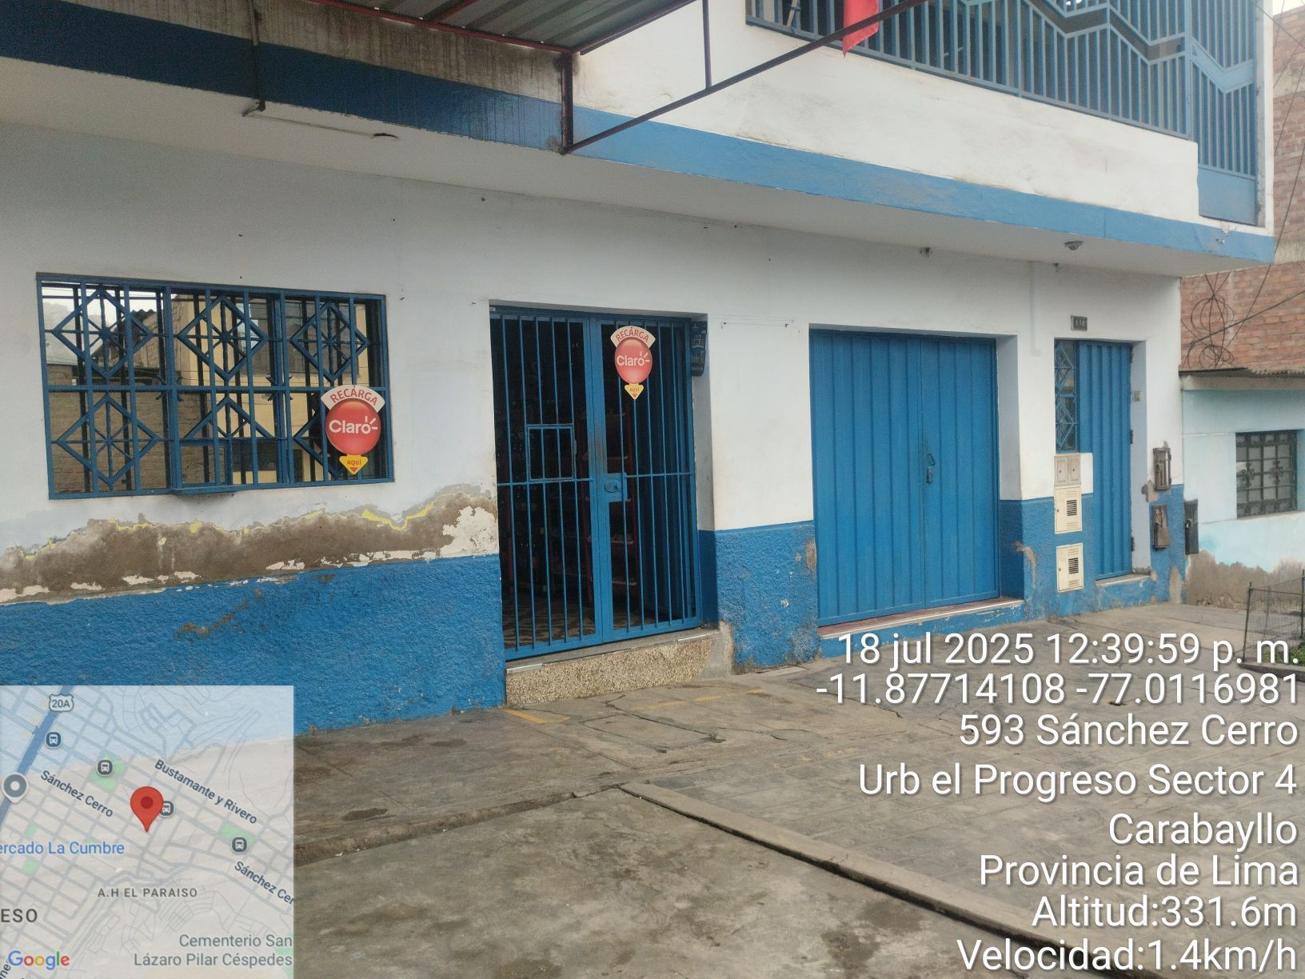 RECARGA
Claro
AQUÍ
RECARGA
Claro
AQUÍ
18 jul 2025 12:39:59 p. m.
-11.87714108 -77.0116981
593 Sánchez Cerro
Urb el Progreso Sector 4
Carabayllo
Provincia de Lima
Altitud:331.6m
Velocidad:1.4km/h
20A
Sánchez Cerro
Bustamante y Rivero
ercado La Cumbre
Sánchez Cer
A.H EL PARAISO
ESO
Cementerio San
Lázaro Pilar Céspedes
Google